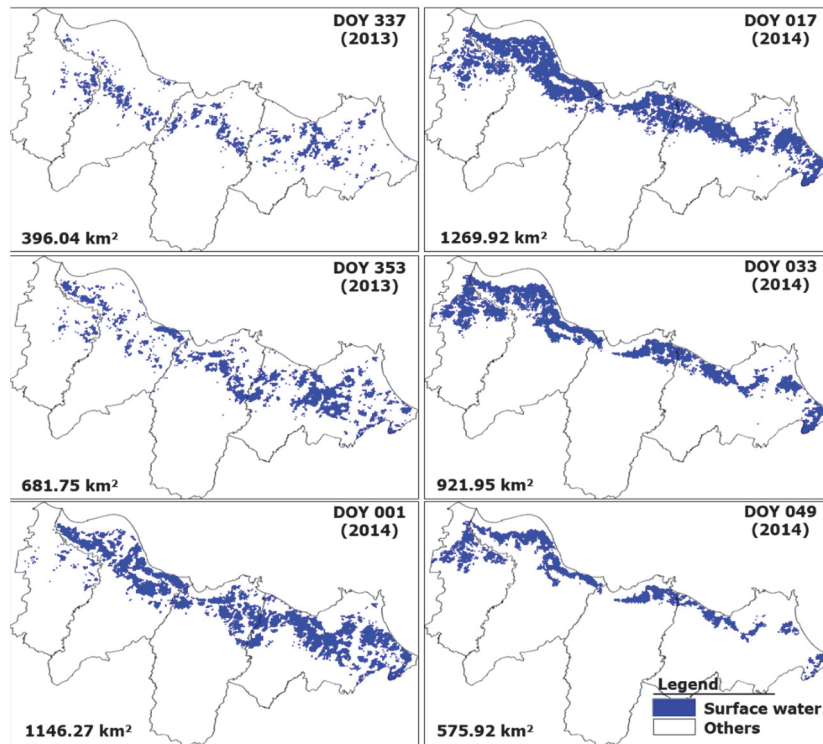 DOY 337
(2013)
396.04 km²
DOY 017
(2014)
1269.92 km²
DOY 353
(2013)
681.75 km²
DOY 033
(2014)
921.95 km²
DOY 001
(2014)
1146.27 km²
DOY 049
(2014)
575.92 km²
Legend
Surface water
Others